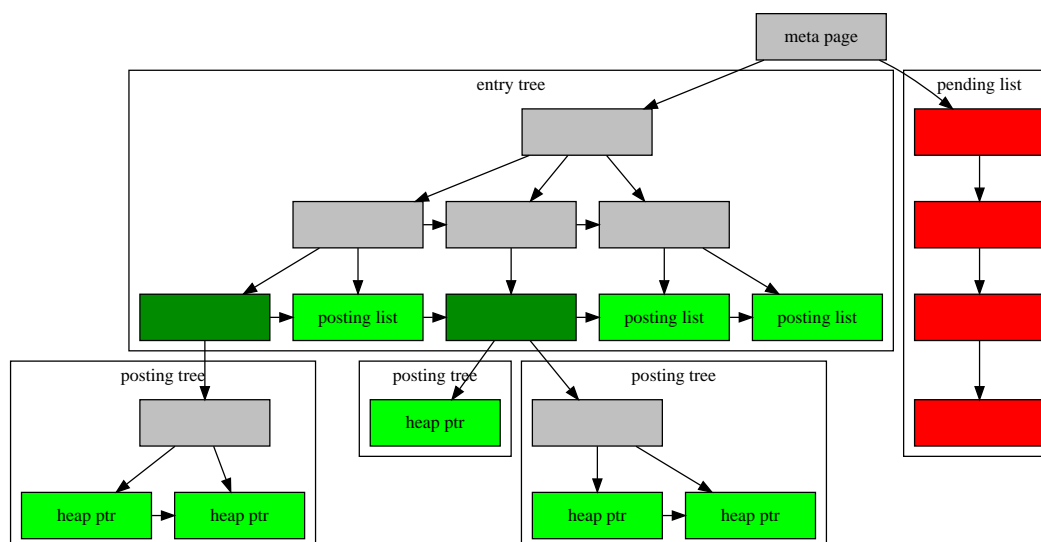 meta page
entry tree
pending list
posting list
posting list
posting list
posting tree
posting tree
posting tree
heap ptr
heap ptr
heap ptr
heap ptr
heap ptr